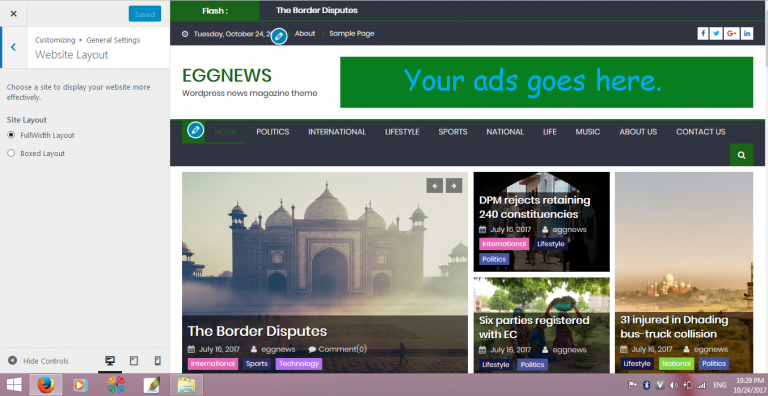 Saved
Customizing ▸ General Settings
Website Layout
Choose a site to display your website more
effectively.
Site Layout
FullWidth Layout
Boxed Layout
Hide Controls
Flash :
The Border Disputes
Tuesday, October 24, 2
About
Sample Page
EGGNEWS
Wordpress news magazine theme
Your ads goes here.
HOME
POLITICS
INTERNATIONAL
LIFESTYLE
SPORTS
NATIONAL
LIFE
MUSIC
ABOUT US
CONTACT US
The Border Disputes
July 16, 2017 eggnews Comment(0)
International Sports Technology
DPM rejects retaining
240 constituencies
July 16, 2017 eggnews
International Lifestyle
Politics
Six parties registered
with EC
July 16, 2017 eggnews
Lifestyle Politics
31 injured in Dhading
bus-truck collision
July 16, 2017 eggnews
Lifestyle National Politics
ENG
10:29 PM
10/24/2017